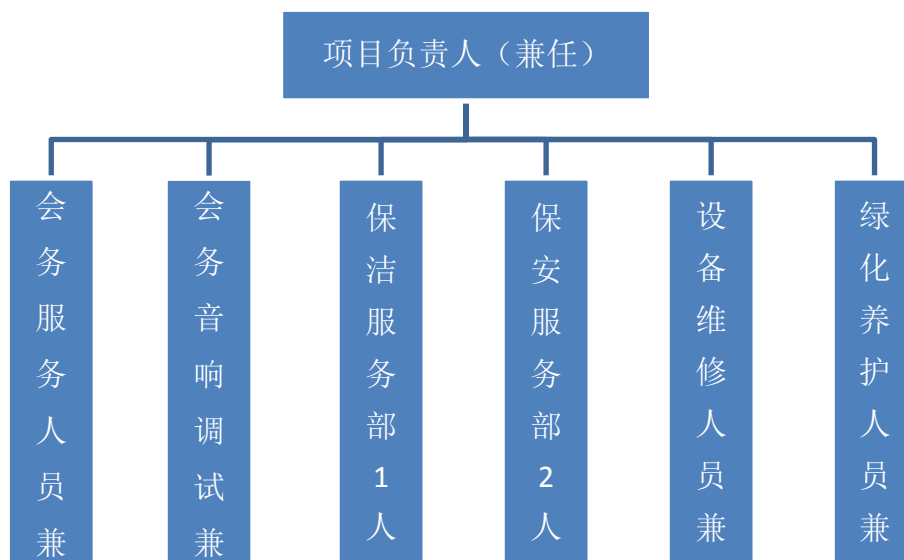 项目负责人（兼任）
会务服务人员兼
会务音响调试兼
保洁服务部1人
保安服务部2人
设备维修人员兼
绿化养护人员兼